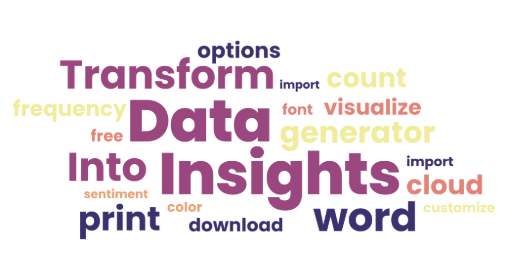 options
Transform import count
frequency Data font visualize
free generator
Into Insights import
sentiment cloud
color customize
print download word